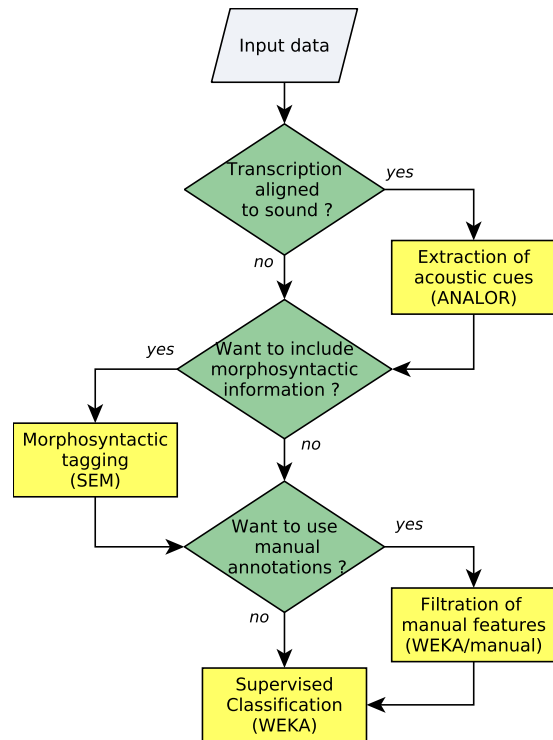 Input data
Transcription
aligned
to sound ?
yes
no
Extraction of
acoustic cues
(ANALOR)
Want to include
morphosyntactic
information ?
yes
no
Morphosyntactic
tagging
(SEM)
Want to use
manual
annotations ?
yes
no
Filtration of
manual features
(WEKA/manual)
Supervised
Classification
(WEKA)